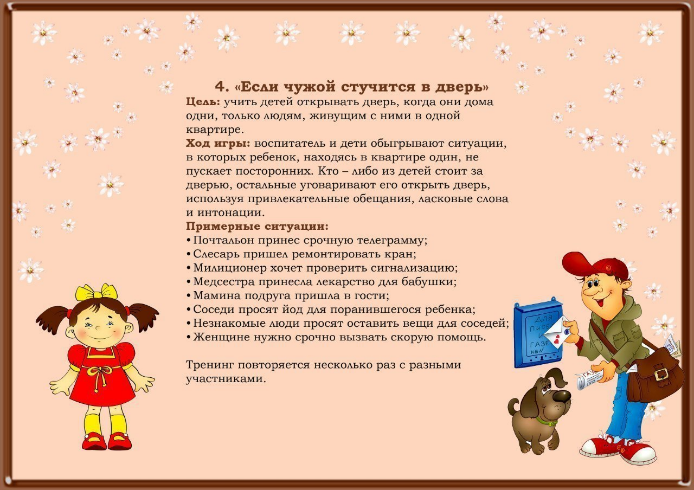 4. «Если чужой стучится в дверь»
Цель: учить детей открывать дверь, когда они дома
одни, только людям, живущим с ними в одной
квартире.
Ход игры: воспитатель и дети обыгрывают ситуации,
в которых ребенок, находясь в квартире один, не
пускает посторонних. Кто – либо из детей стоит за
дверью, остальные уговаривают его открыть дверь,
используя привлекательные обещания, ласковые слова
и интонации.
Примерные ситуации:
• Почтальон принес срочную телеграмму;
• Слесарь пришел ремонтировать кран;
• Милиционер хочет проверить сигнализацию;
• Медсестра принесла лекарство для бабушки;
• Мамина подруга пришла в гости;
• Соседи просят йод для поранившегося ребенка;
• Незнакомые люди просят оставить вещи для соседей;
• Женщине нужно срочно вызвать скорую помощь.
Тренинг повторяется несколько раз с разными
участниками.
ДЛЯ